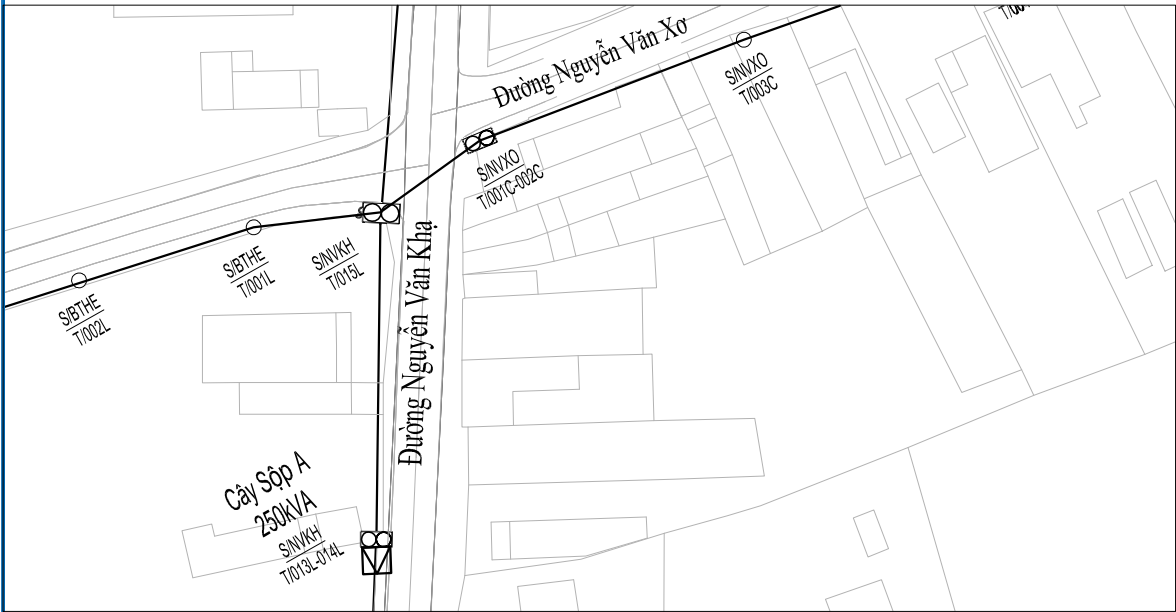 Đường Nguyễn Văn Xơ
S/NVXO
T/003C
S/NVXO
T/001C-002C
S/BTHE
T/001L
S/NVKH
T/015L
S/BTHE
T/002L
Đường Nguyễn Văn Khạ
Cây Sộp A
250kVA
S/NVKH
T/013L-014L